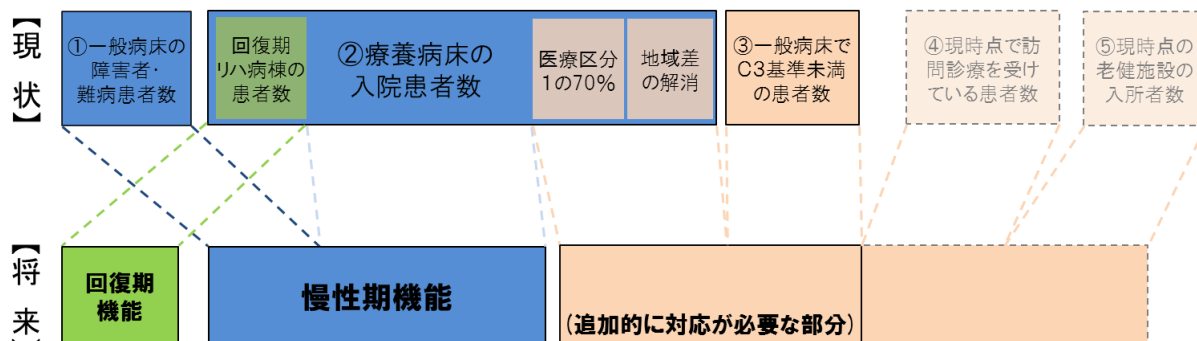 【現状】
①一般病床の
障害者・
難病患者数
回復期
リハ病棟の
患者数
②療養病床の
入院患者数
医療区分
1の70%
地域差
の解消
③一般病床で
C3基準未満
の患者数
④現時点で訪
問診療を受け
ている患者数
⑤現時点の
老健施設の
入所者数
【将来】
回復期
機能
慢性期機能
(追加的に対応が必要な部分)